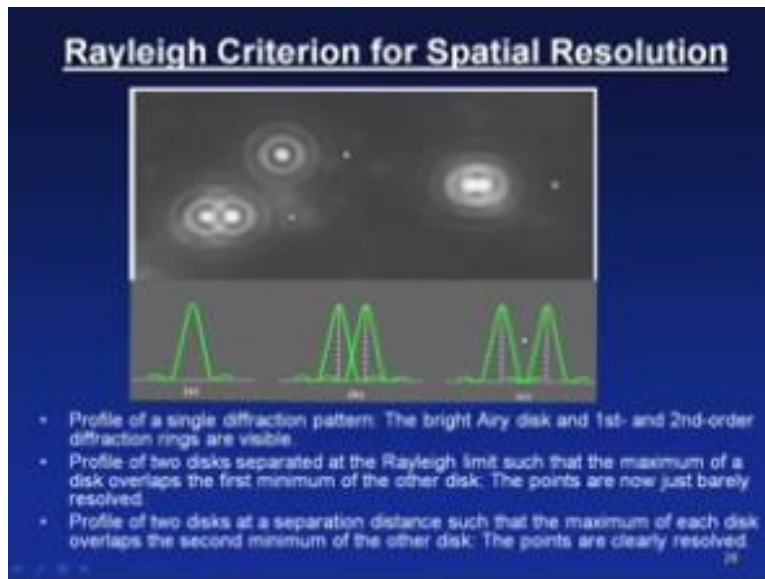 Rayleigh Criterion for Spatial Resolution
(a) (b) (c)
• Profile of a single diffraction pattern: The bright Airy disk and 1st- and 2nd-order
diffraction rings are visible.
• Profile of two disks separated at the Rayleigh limit such that the maximum of a
disk overlaps the first minimum of the other disk: The points are now just barely
resolved.
• Profile of two disks at a separation distance such that the maximum of each disk
overlaps the second minimum of the other disk: The points are clearly resolved.